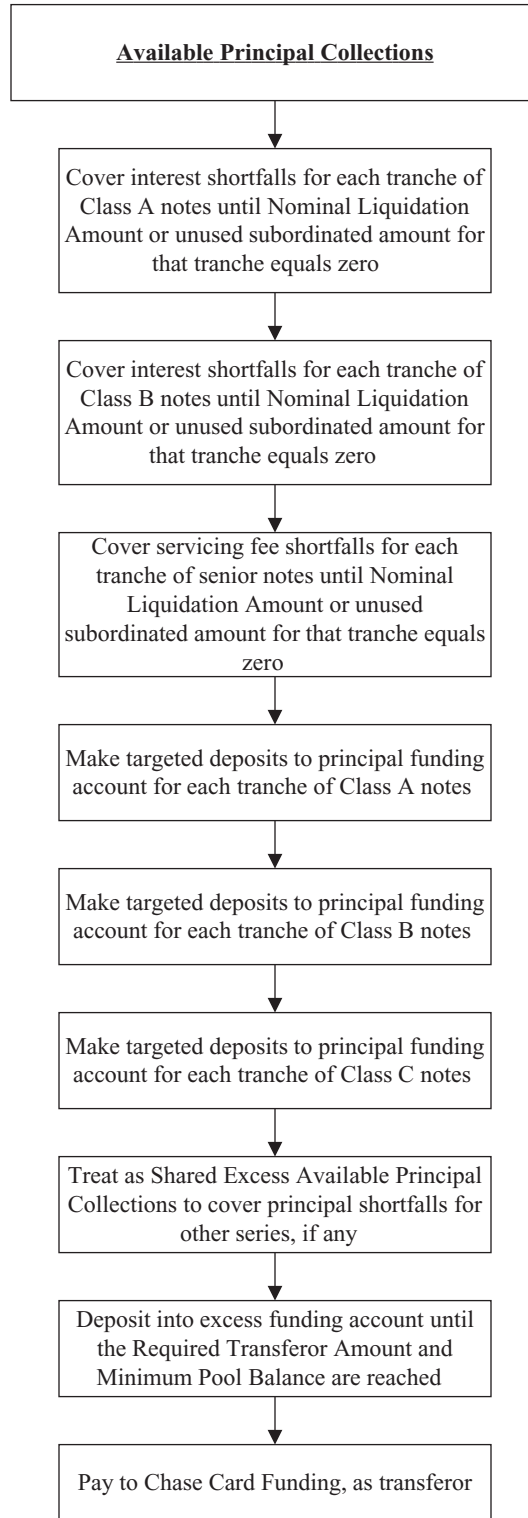 Available Principal Collections
Cover interest shortfalls for each tranche of
Class A notes until Nominal Liquidation
Amount or unused subordinated amount for
that tranche equals zero
Cover interest shortfalls for each tranche of
Class B notes until Nominal Liquidation
Amount or unused subordinated amount for
that tranche equals zero
Cover servicing fee shortfalls for each
tranche of senior notes until Nominal
Liquidation Amount or unused
subordinated amount for that tranche equals
zero
Make targeted deposits to principal funding
account for each tranche of Class A notes
Make targeted deposits to principal funding
account for each tranche of Class B notes
Make targeted deposits to principal funding
account for each tranche of Class C notes
Treat as Shared Excess Available Principal
Collections to cover principal shortfalls for
other series, if any
Deposit into excess funding account until
the Required Transferor Amount and
Minimum Pool Balance are reached
Pay to Chase Card Funding, as transferor